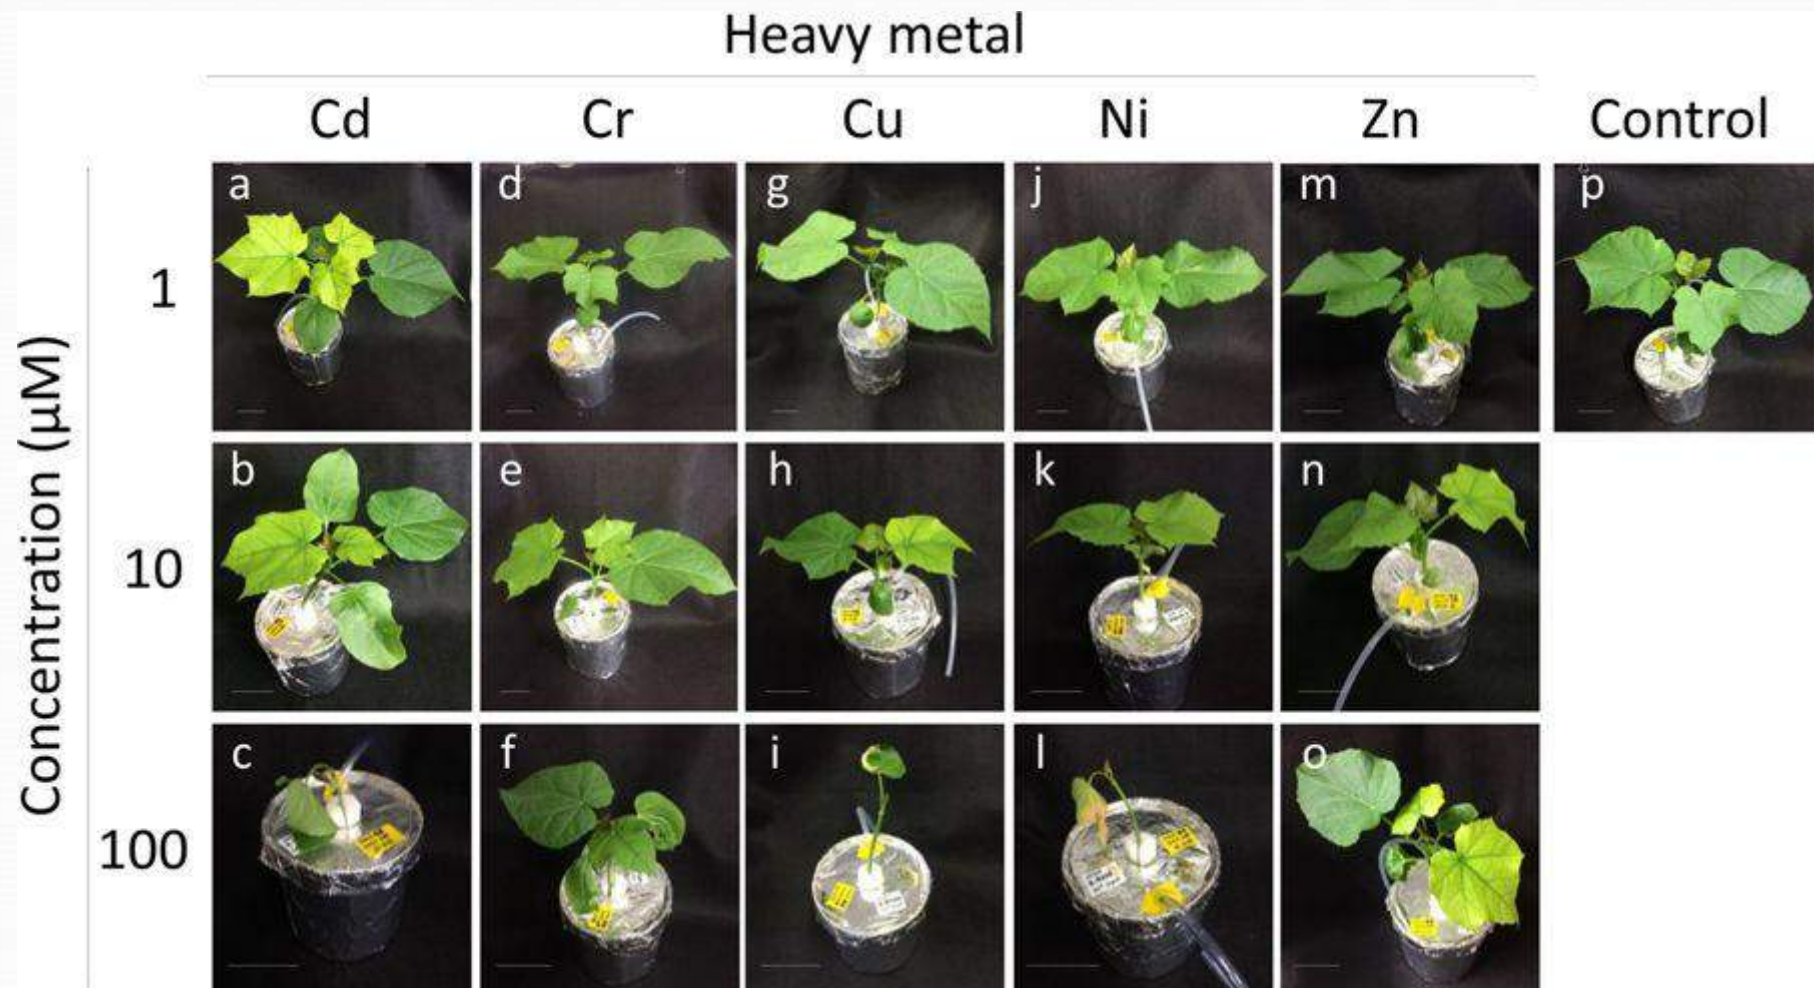 Heavy metal
Cd Cr Cu Ni Zn Control
Concentration (μM)
1
a d g j m p
10
b e h k n
100
c f i l o